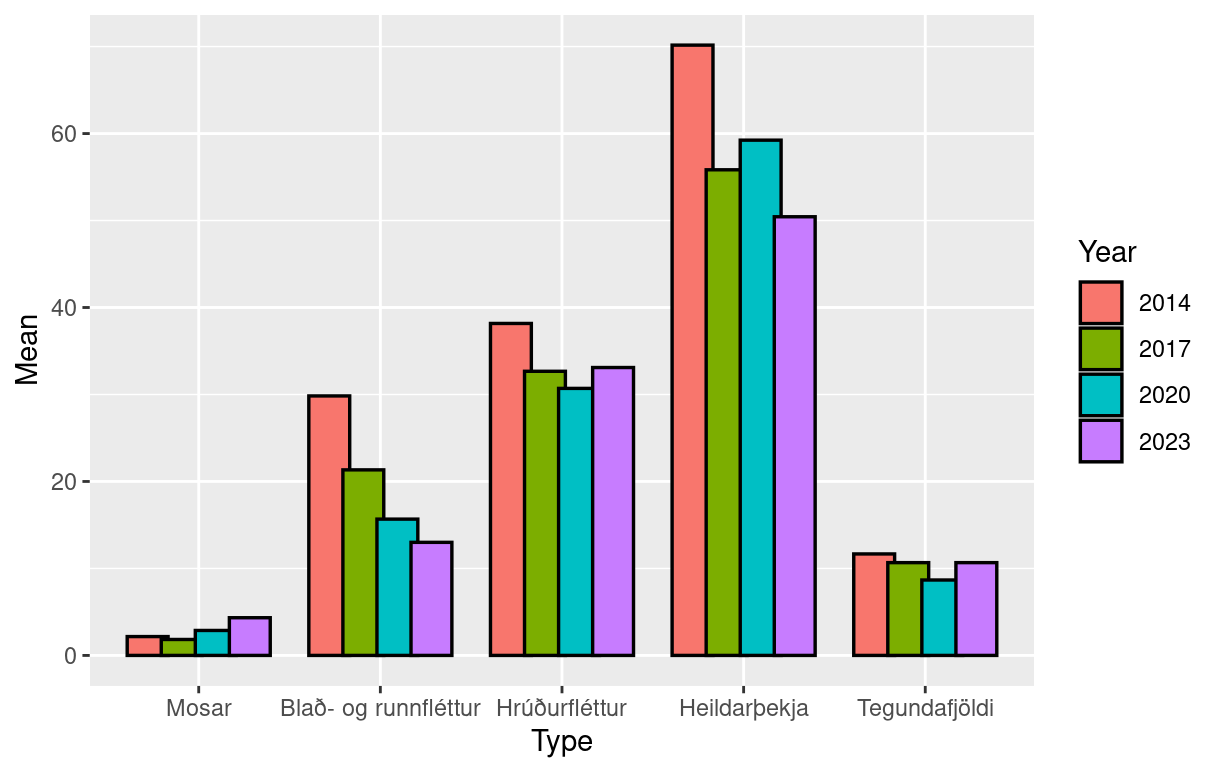 Mean
60
40
20
0
Mosar
Blað- og runnfléttur
Hrúðurfléttur
Heildarþekja
Tegundafjöldi
Type
Year
2014
2017
2020
2023